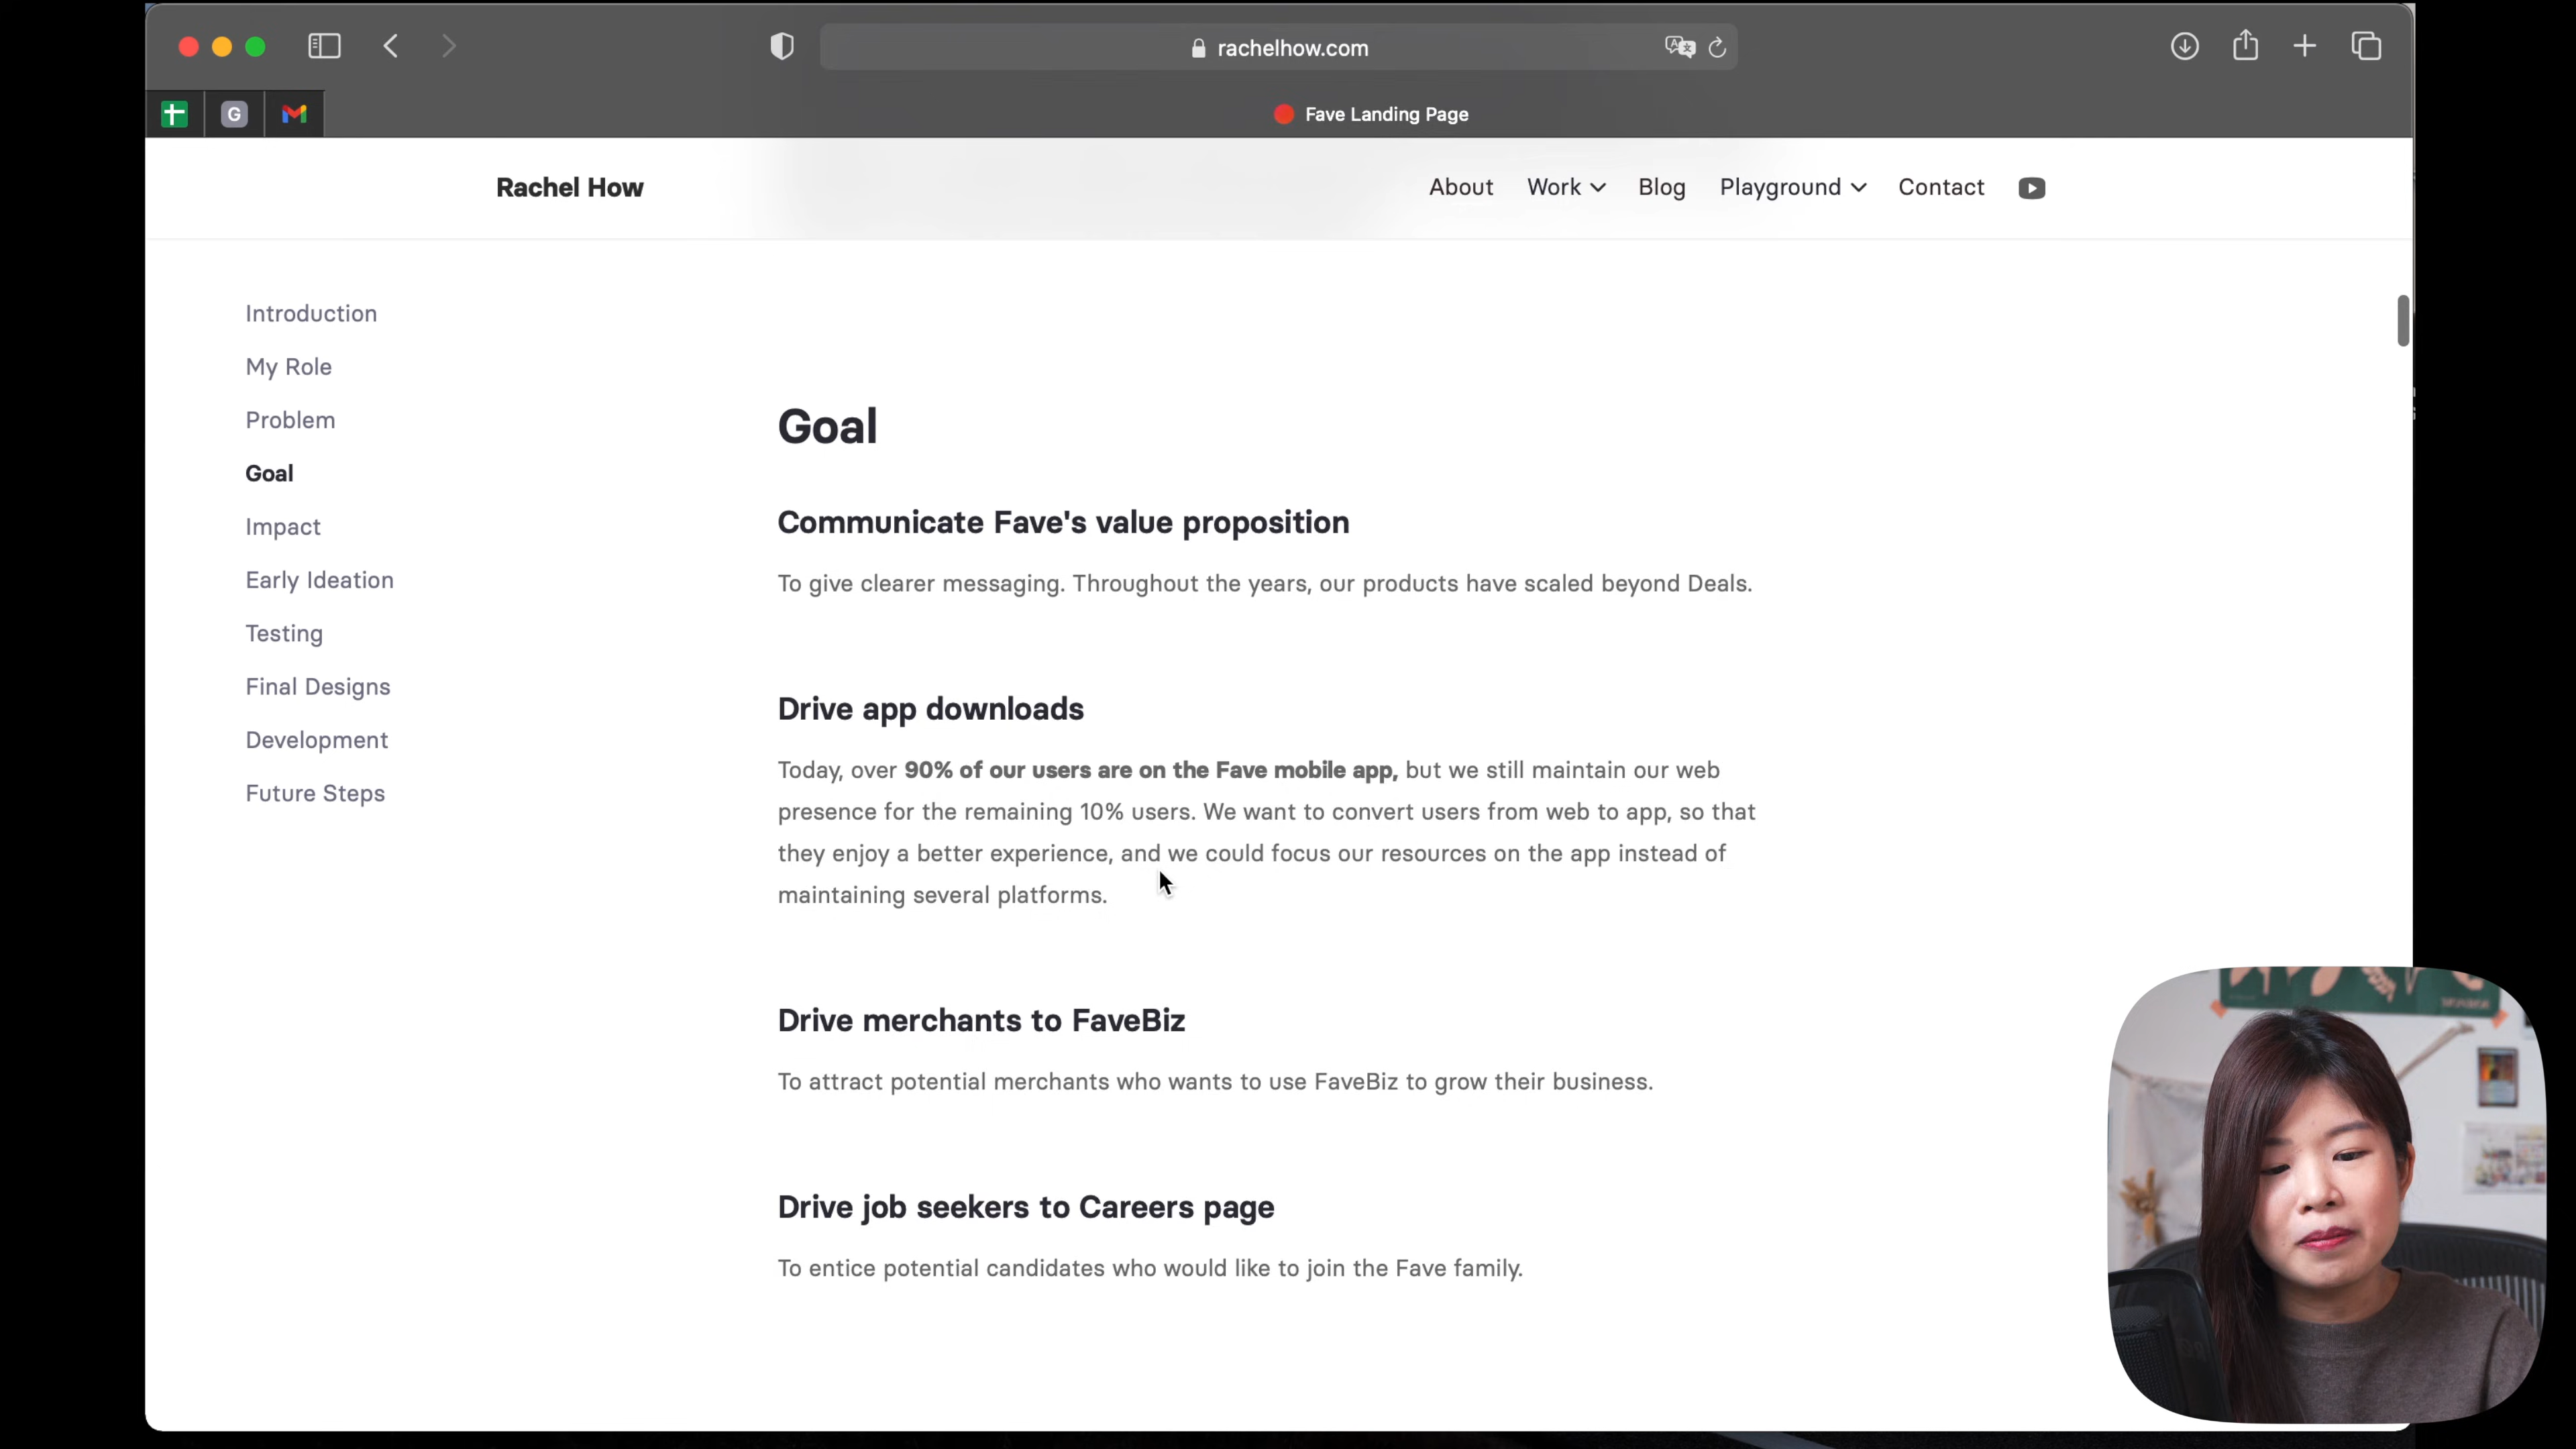 rachelhow.com
G
Fave Landing Page
Rachel How
About
Work
Blog
Playground
Contact
Introduction
My Role
Problem
Goal
Impact
Early Ideation
Testing
Final Designs
Development
Future Steps
Goal
Communicate Fave's value proposition
To give clearer messaging. Throughout the years, our products have scaled beyond Deals.
Drive app downloads
Today, over 90% of our users are on the Fave mobile app, but we still maintain our web
presence for the remaining 10% users. We want to convert users from web to app, so that
they enjoy a better experience, and we could focus our resources on the app instead of
maintaining several platforms.
Drive merchants to FaveBiz
To attract potential merchants who wants to use FaveBiz to grow their business.
Drive job seekers to Careers page
To entice potential candidates who would like to join the Fave family.